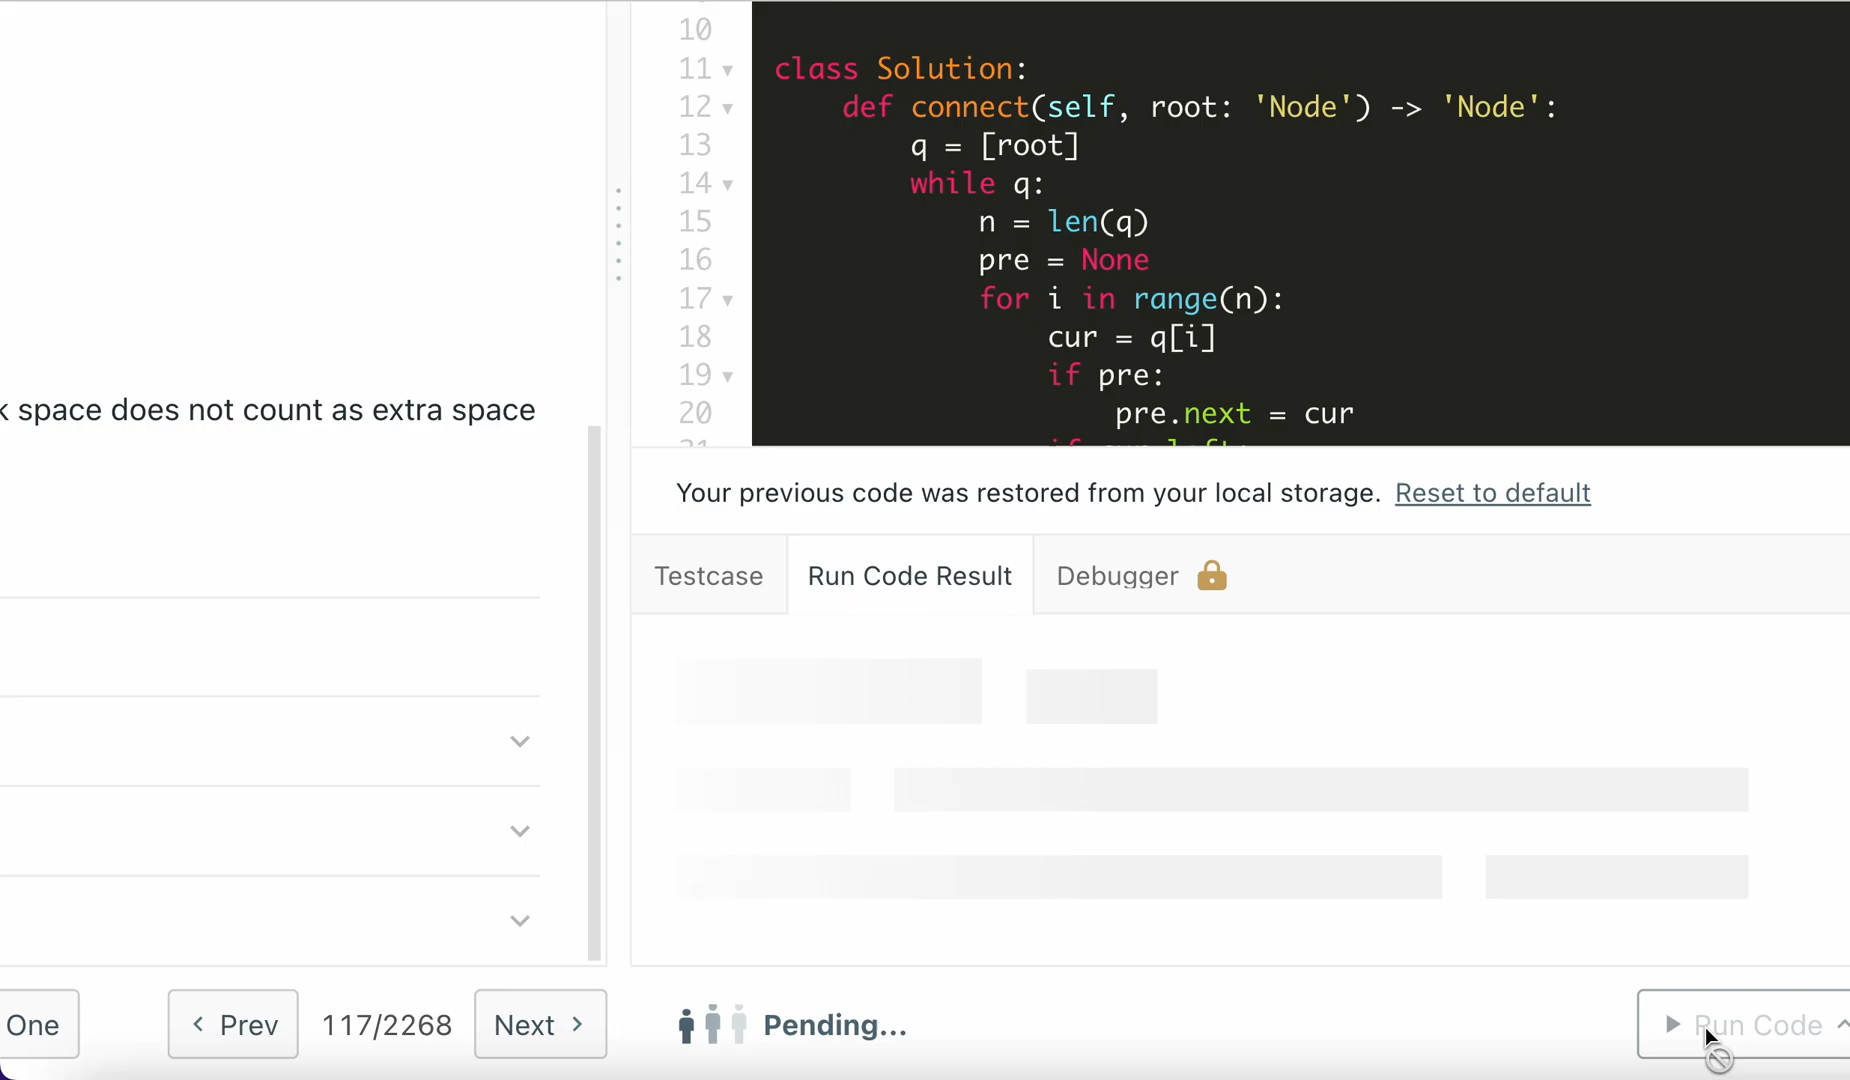 k space does not count as extra space
One
Prev
117/2268
Next
10
11 class Solution:
12 def connect(self, root: 'Node') -> 'Node':
13 q = [root]
14 while q:
15 n = len(q)
16 pre = None
17 for i in range(n):
18 cur = q[i]
19 if pre:
20 pre.next = cur
Your previous code was restored from your local storage. Reset to default
Testcase
Run Code Result
Debugger
Pending...
Run Code